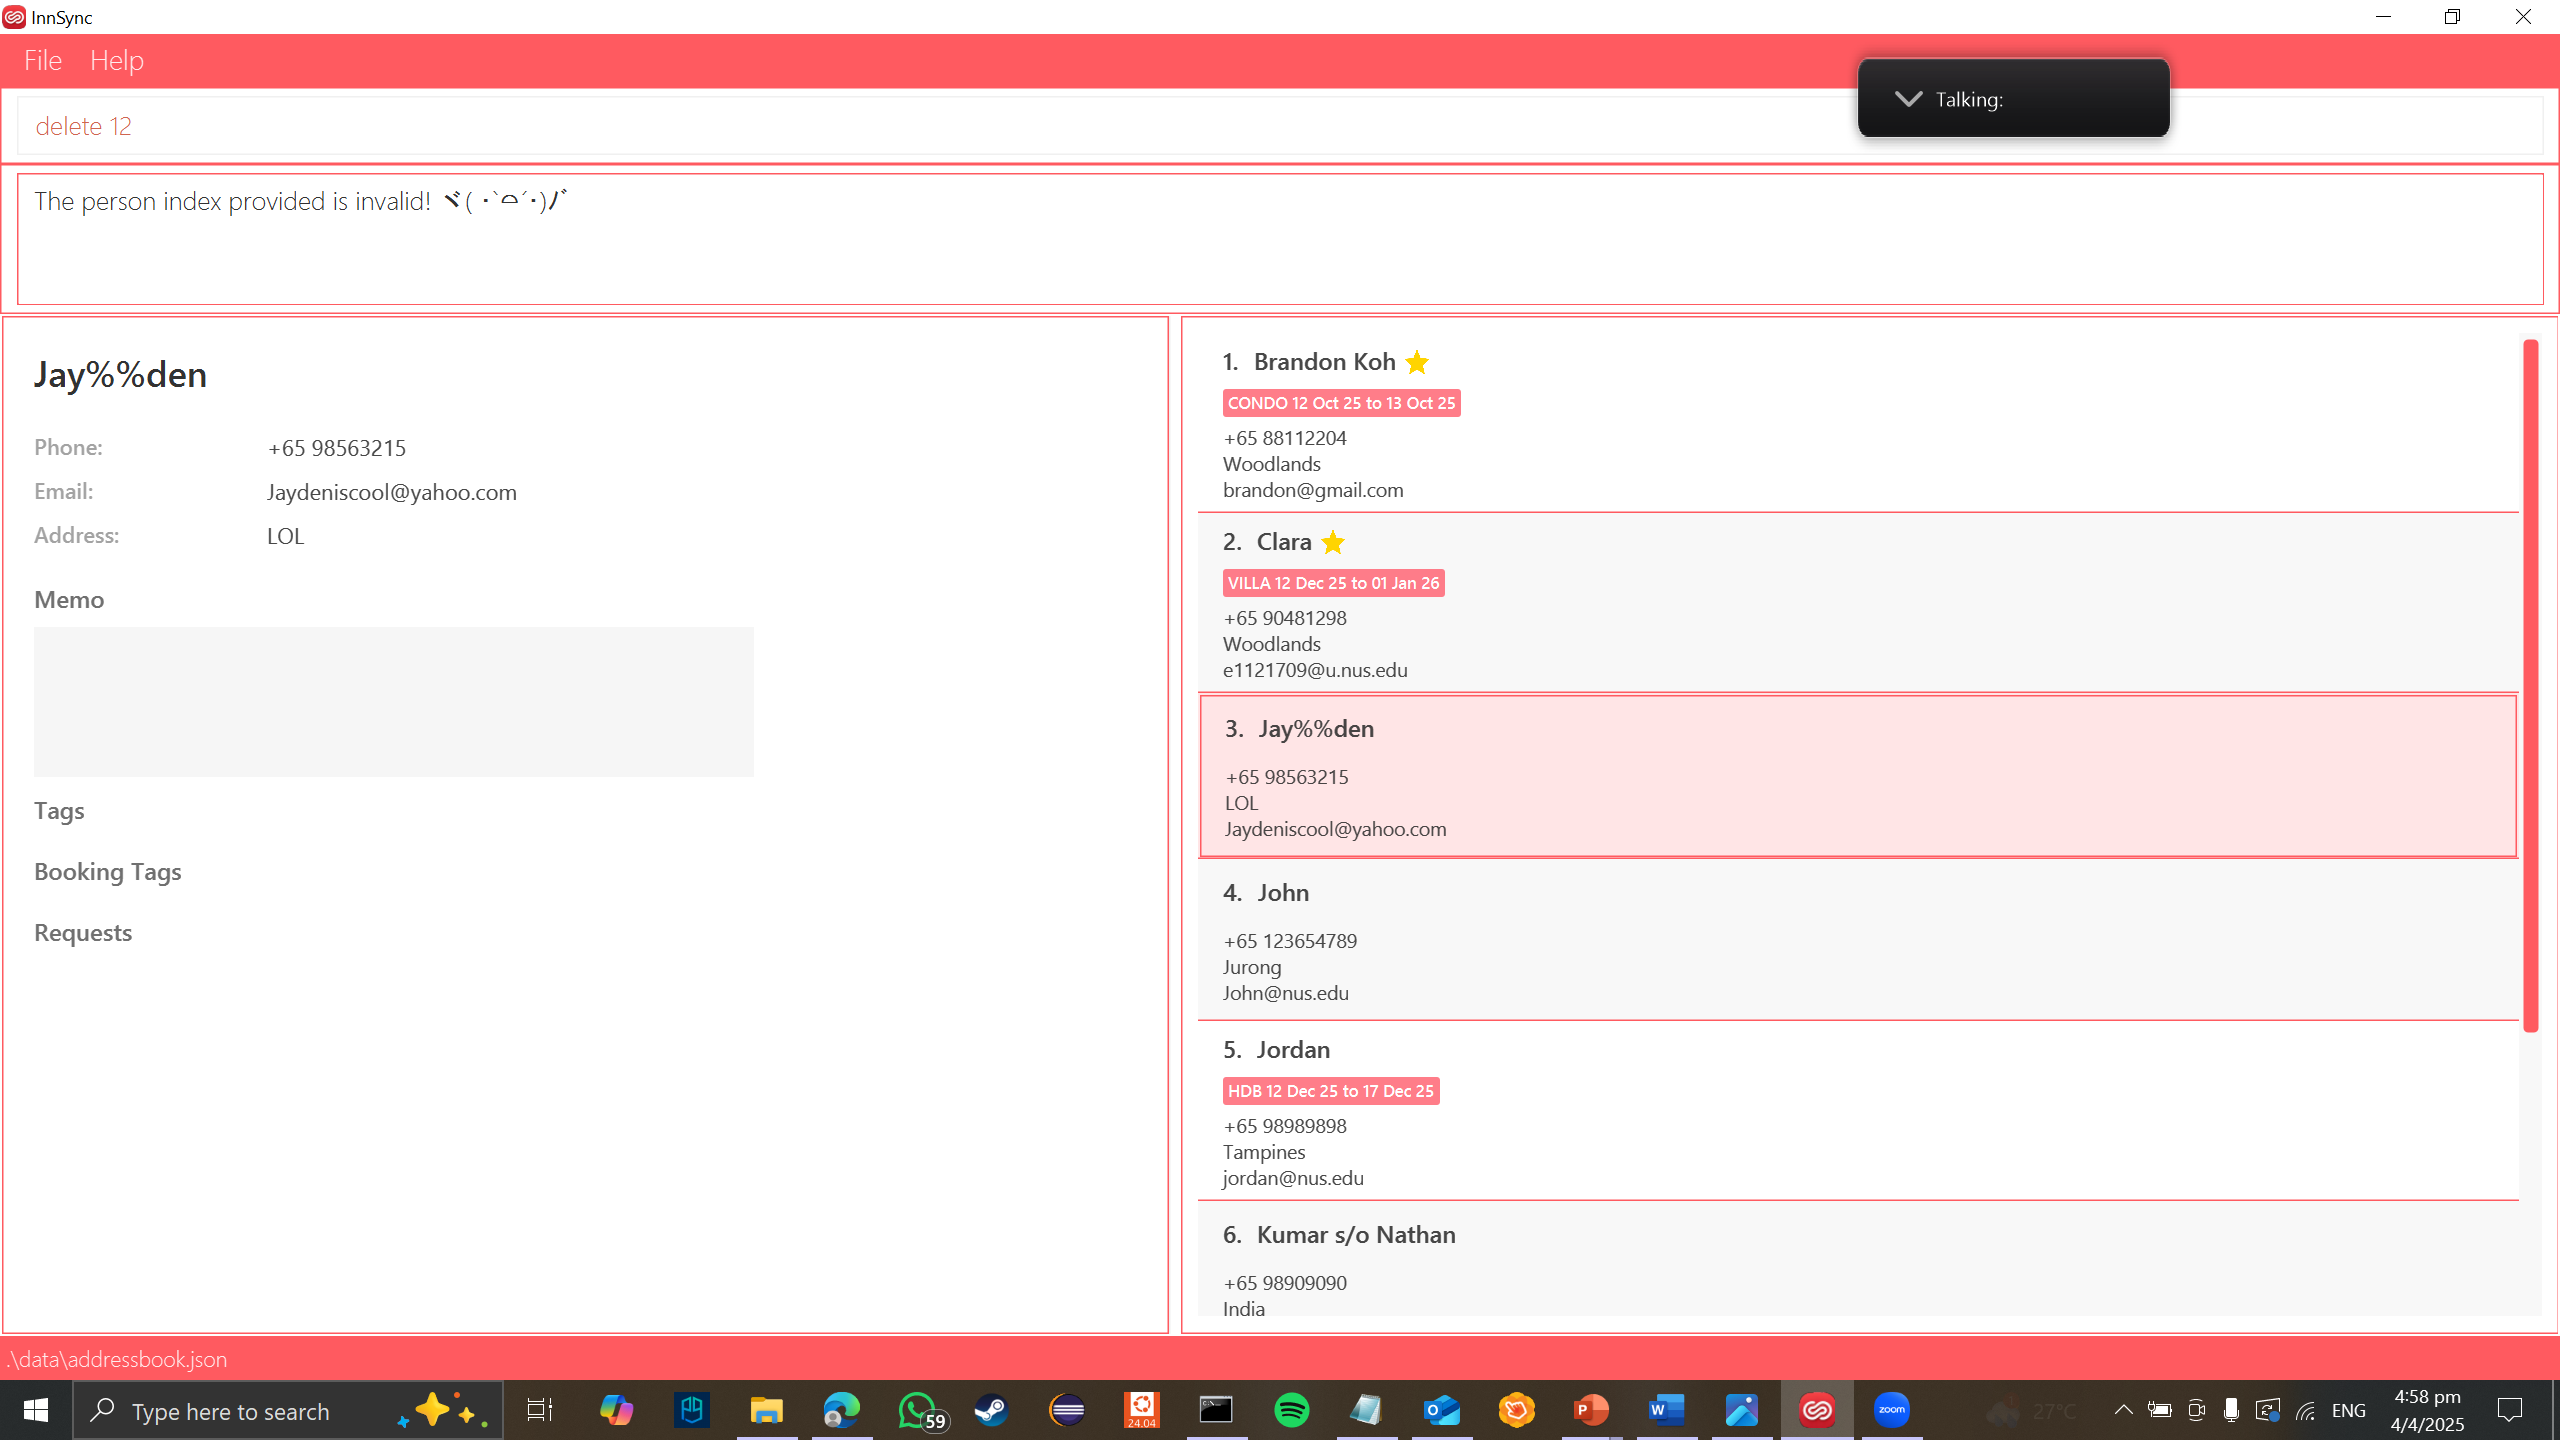 InnSync
File Help
Talking:
delete 12
The person index provided is invalid! ヾ( ･`⌓´･)ﾉﾞ
Jay%%den
Phone: +65 98563215
Email: Jaydeniscool@yahoo.com
Address: LOL
Memo
Tags
Booking Tags
Requests
1. Brandon Koh
CONDO 12 Oct 25 to 13 Oct 25
+65 88112204
Woodlands
brandon@gmail.com
2. Clara
VILLA 12 Dec 25 to 01 Jan 26
+65 90481298
Woodlands
e1121709@u.nus.edu
3. Jay%%den
+65 98563215
LOL
Jaydeniscool@yahoo.com
4. John
+65 123654789
Jurong
John@nus.edu
5. Jordan
HDB 12 Dec 25 to 17 Dec 25
+65 98989898
Tampines
jordan@nus.edu
6. Kumar s/o Nathan
+65 98909090
India
.\data\addressbook.json
Type here to search
59
24.04
zoom
27°C
ENG
4:58 pm
4/4/2025